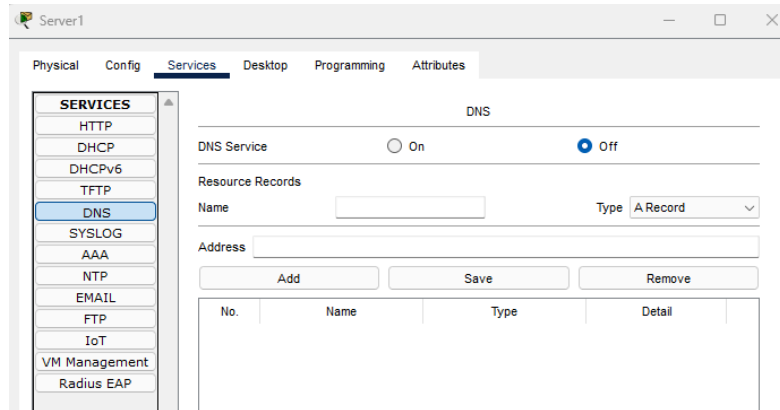 Server1
Physical Config Services Desktop Programming Attributes
SERVICES
HTTP
DHCP
DHCPv6
TFTP
DNS
SYSLOG
AAA
NTP
EMAIL
FTP
IoT
VM Management
Radius EAP
DNS
DNS Service On Off
Resource Records
Name Type A Record
Address
Add Save Remove
No. Name Type Detail